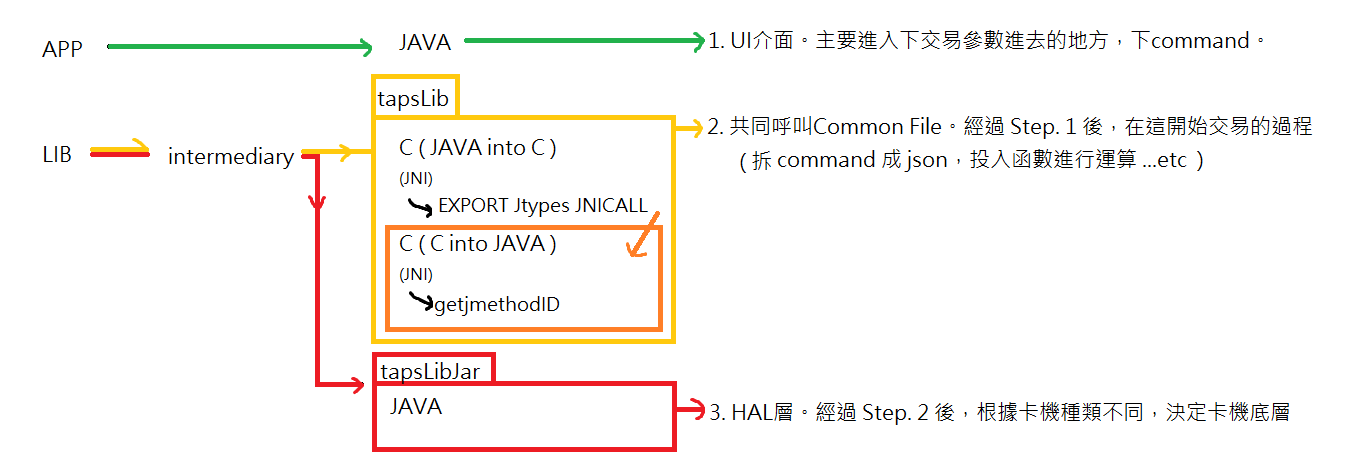 APP
JAVA
1. UI介面。主要進入下交易參數進去的地方，下command。
tapsLib
LIB
intermediary
C ( JAVA into C )
(JNI)
EXPORT Jtypes JNICALL
C ( C into JAVA )
(JNI)
getjmethodID
2. 共同呼叫Common File。經過 Step. 1 後，在這開始交易的過程
( 拆 command 成 json，投入函數進行運算 ...etc )
tapsLibJar
JAVA
3. HAL層。經過 Step. 2 後，根據卡機種類不同，決定卡機底層